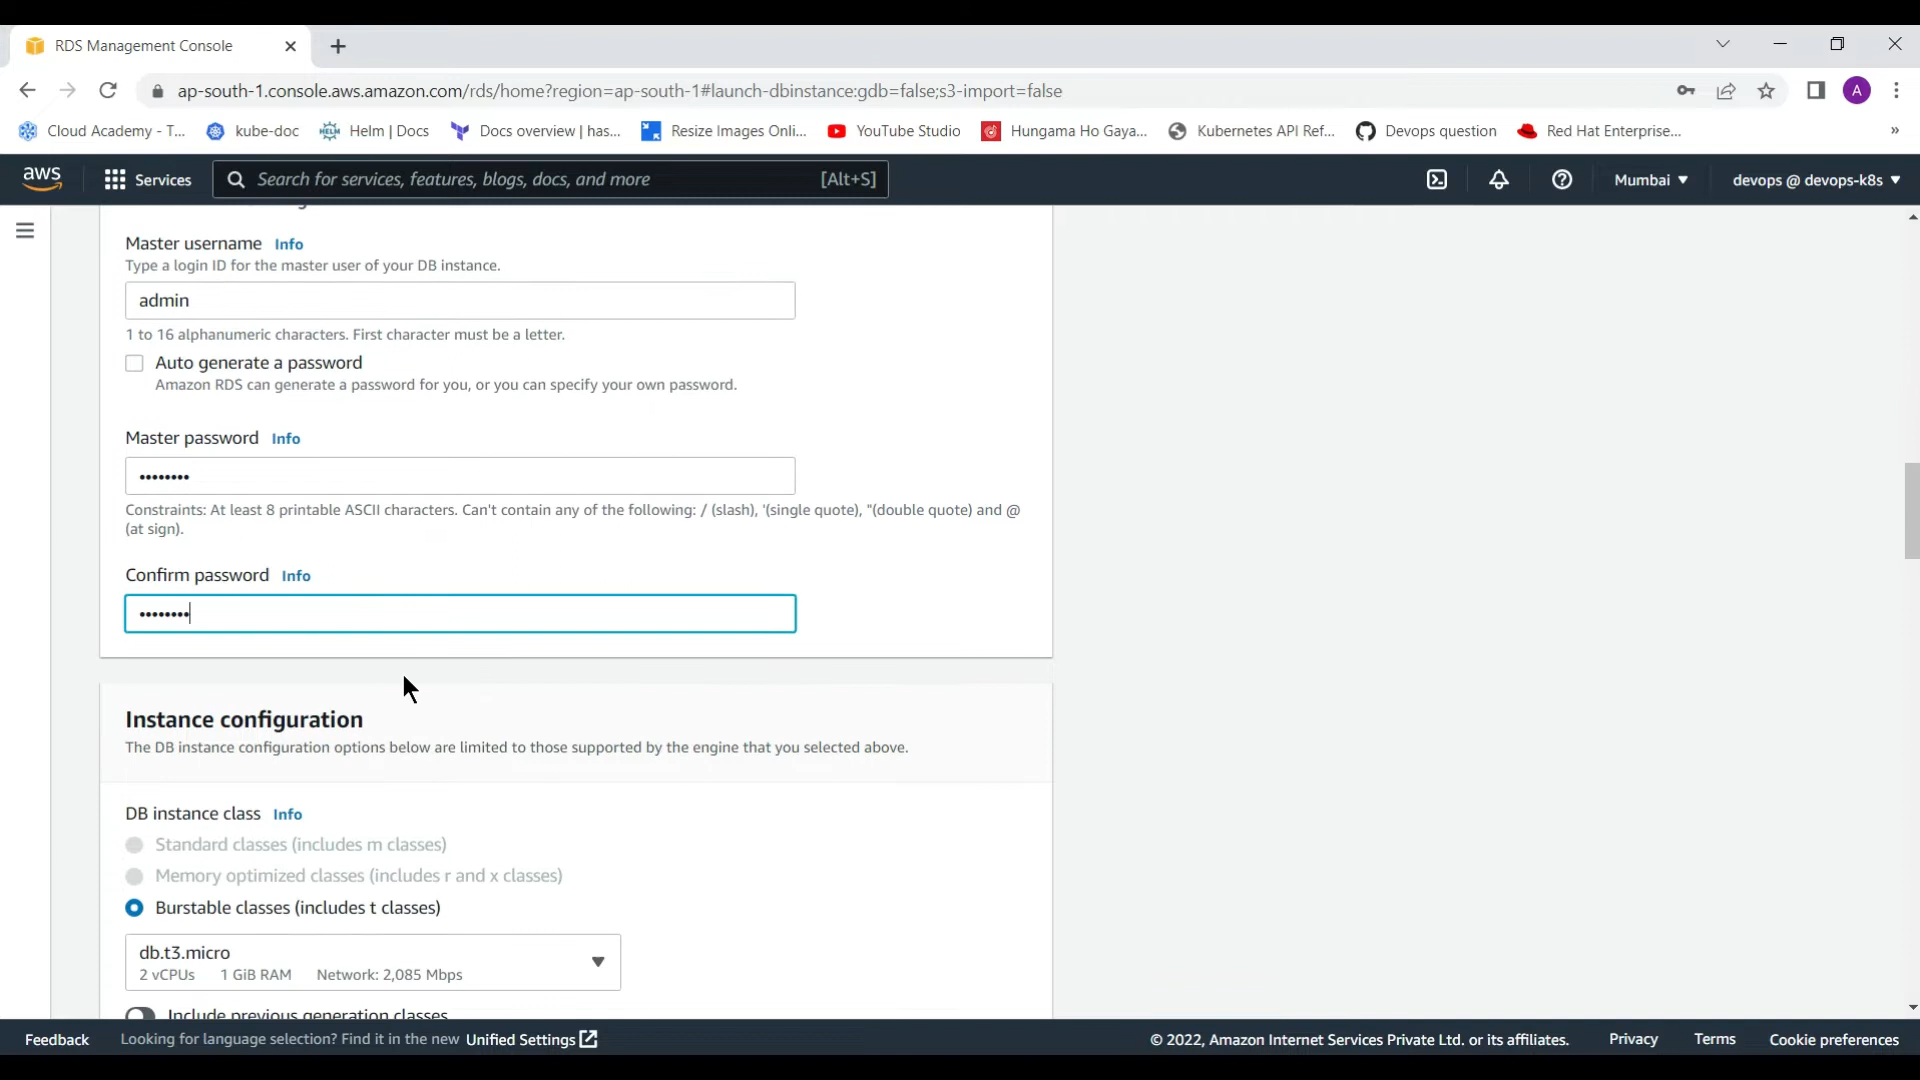 RDS Management Console
ap-south-1.console.aws.amazon.com/rds/home?region=ap-south-1#launch-dbinstance:gdb=false;s3-import=false
A
Cloud Academy - T...
kube-doc
Helm | Docs
Docs overview | has...
Resize Images Onli...
YouTube Studio
Hungama Ho Gaya...
Kubernetes API Ref...
Devops question
Red Hat Enterprise...
»
aws
Services
Search for services, features, blogs, docs, and more
[Alt+S]
Mumbai
devops @ devops-k8s
Master username Info
Type a login ID for the master user of your DB instance.
admin
1 to 16 alphanumeric characters. First character must be a letter.
Auto generate a password
Amazon RDS can generate a password for you, or you can specify your own password.
Master password Info
••••••••
Constraints: At least 8 printable ASCII characters. Can't contain any of the following: / (slash), '(single quote), "(double quote) and @
(at sign).
Confirm password Info
••••••••
Instance configuration
The DB instance configuration options below are limited to those supported by the engine that you selected above.
DB instance class Info
Standard classes (includes m classes)
Memory optimized classes (includes r and x classes)
Burstable classes (includes t classes)
db.t3.micro
2 vCPUs 1 GiB RAM Network: 2,085 Mbps
Include previous generation classes
Feedback
Looking for language selection? Find it in the new Unified Settings
© 2022, Amazon Internet Services Private Ltd. or its affiliates.
Privacy
Terms
Cookie preferences